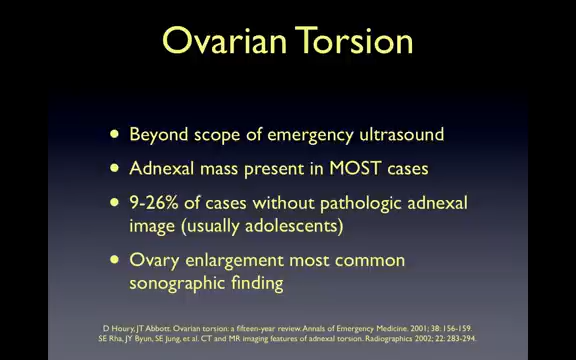 Ovarian Torsion
• Beyond scope of emergency ultrasound
• Adnexal mass present in MOST cases
• 9-26% of cases without pathologic adnexal
image (usually adolescents)
• Ovary enlargement most common
sonographic finding
D Houry, JT Abbott. Ovarian torsion: a fifteen-year review. Annals of Emergency Medicine. 2001; 38: 156-159.
SE Rha, JY Byun, SE Jung, et al. CT and MR imaging features of adnexal torsion. Radiographics 2002; 22: 283-294.